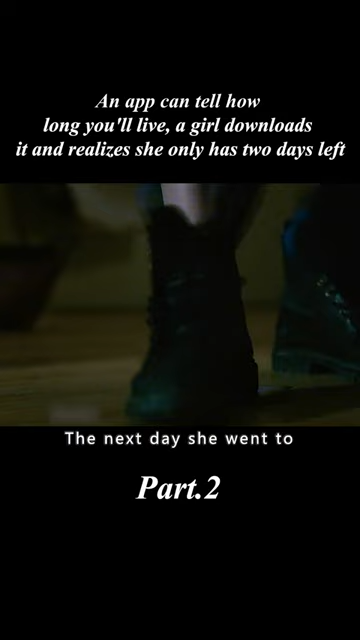 An app can tell how
long you'll live, a girl downloads
it and realizes she only has two days left
The next day she went to
Part.2